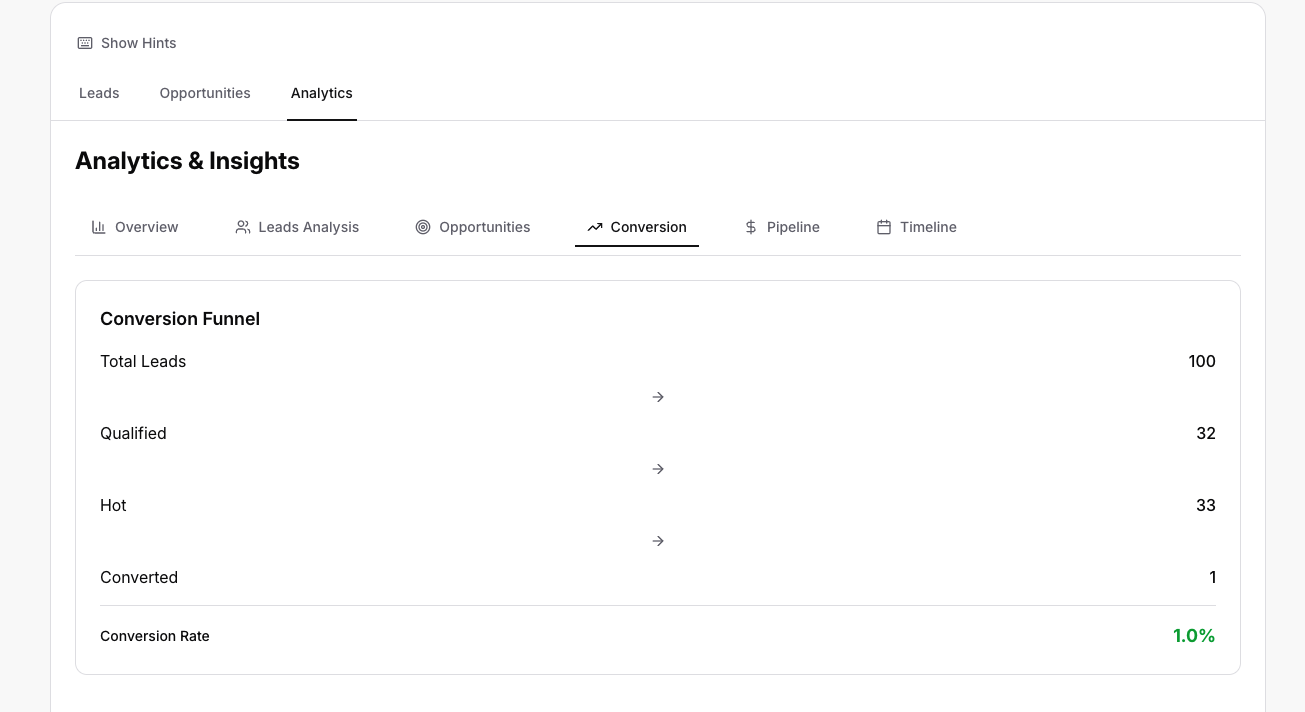 Show Hints
Leads Opportunities Analytics
Analytics & Insights
Overview Leads Analysis Opportunities Conversion Pipeline Timeline
Conversion Funnel
Total Leads 100
→
Qualified 32
→
Hot 33
→
Converted 1
Conversion Rate 1.0%